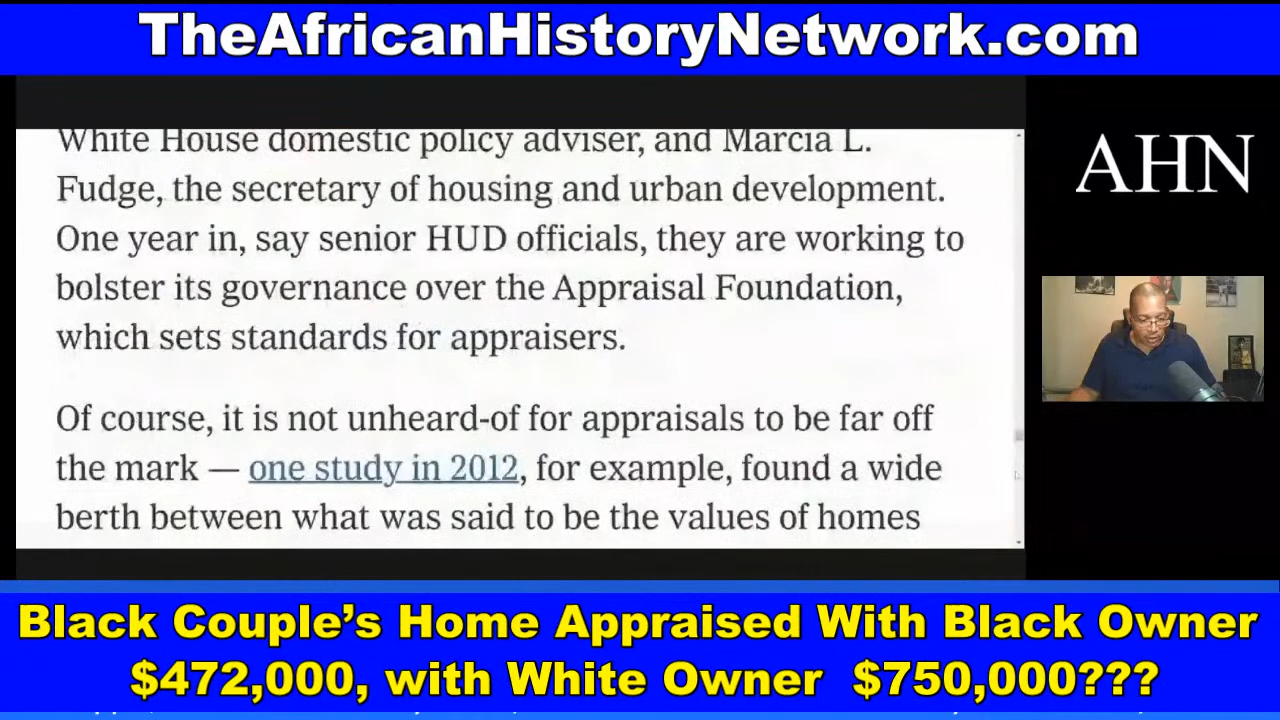 TheAfricanHistoryNetwork.com
White House domestic policy adviser, and Marcia L.
Fudge, the secretary of housing and urban development.
One year in, say senior HUD officials, they are working to
bolster its governance over the Appraisal Foundation,
which sets standards for appraisers.
Of course, it is not unheard-of for appraisals to be far off
the mark — one study in 2012, for example, found a wide
berth between what was said to be the values of homes
AHN
Black Couple’s Home Appraised With Black Owner
$472,000, with White Owner $750,000???